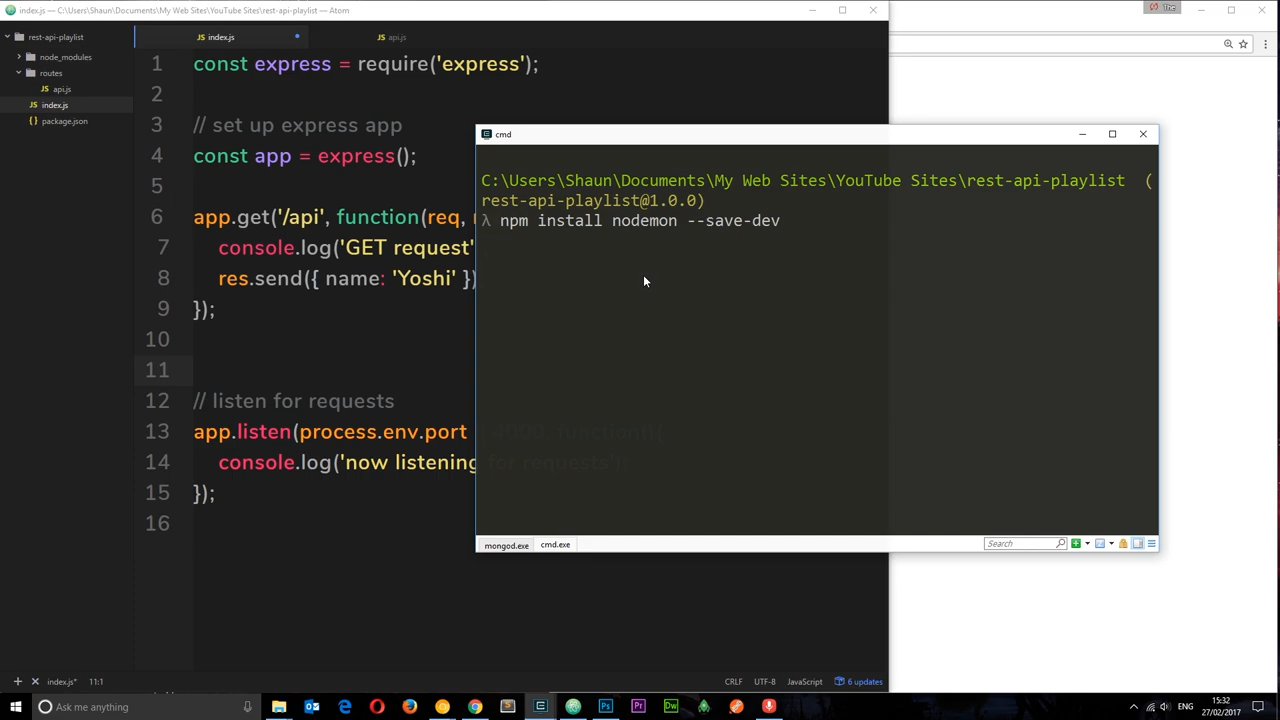 index.js — C:\Users\Shaun\Documents\My Web Sites\YouTube Sites\rest-api-playlist — Atom
The
rest-api-playlist
node_modules
routes
api.js
index.js
package.json
index.js
api.js
1 const express = require('express');
2
3 // set up express app
4 const app = express();
5
6 app.get('/api', function(req, r
7 console.log('GET request'
8 res.send({ name: 'Yoshi' })
9 });
10
11
12 // listen for requests
13 app.listen(process.env.port || 4000, function(){
14 console.log('now listening for requests');
15 });
16
cmd
C:\Users\Shaun\Documents\My Web Sites\YouTube Sites\rest-api-playlist (
rest-api-playlist@1.0.0)
λ npm install nodemon --save-dev
mongod.exe
cmd.exe
Search
index.js* 11:1
CRLF UTF-8 JavaScript 6 updates
Ask me anything
ENG
15:32
27/02/2017